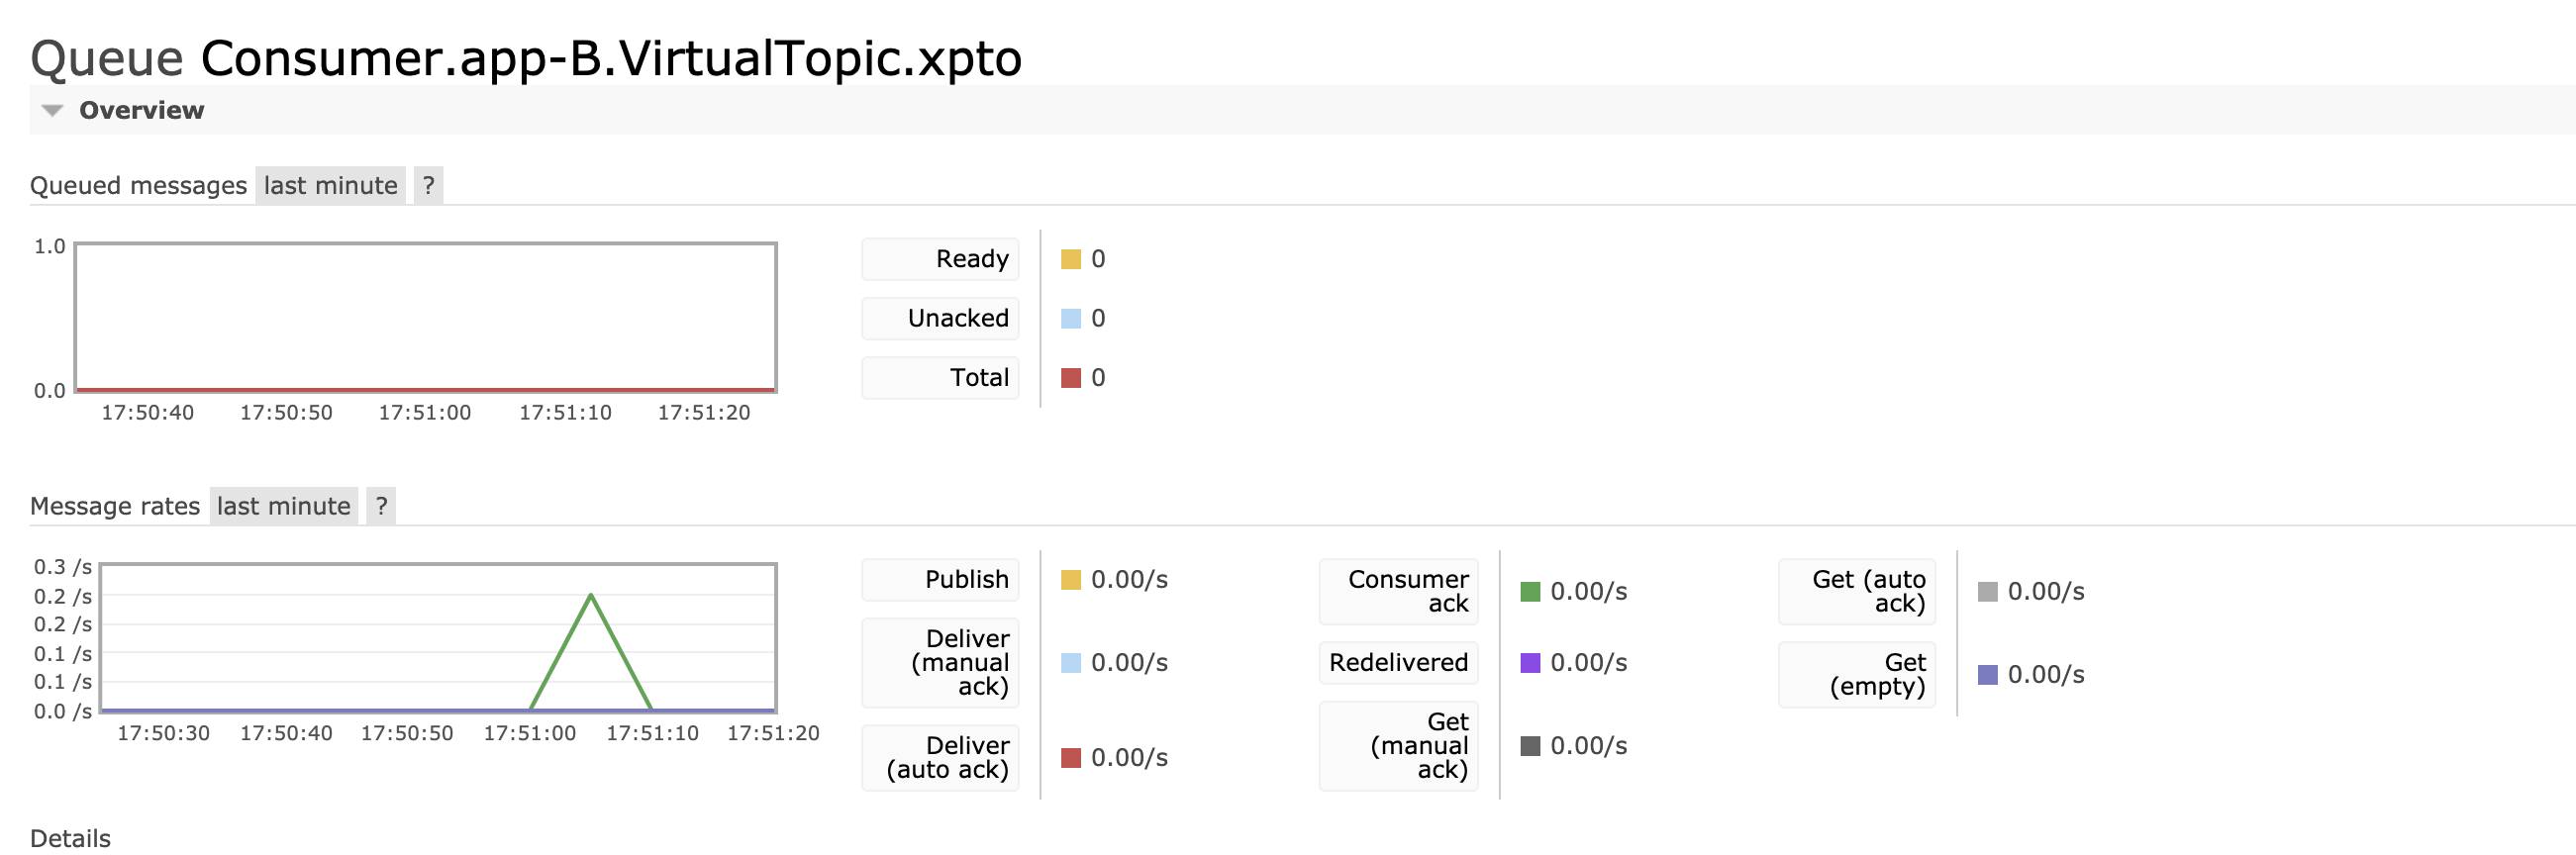 Queue Consumer.app-B.VirtualTopic.xpto
Overview
Queued messages last minute ?
1.0
0.0
17:50:40 17:50:50 17:51:00 17:51:10 17:51:20
Ready 0
Unacked 0
Total 0
Message rates last minute ?
0.3 /s
0.2 /s
0.2 /s
0.1 /s
0.1 /s
0.0 /s
17:50:30 17:50:40 17:50:50 17:51:00 17:51:10 17:51:20
Publish 0.00/s
Deliver
(manual
ack) 0.00/s
Deliver
(auto ack) 0.00/s
Consumer
ack 0.00/s
Redelivered 0.00/s
Get
(manual
ack) 0.00/s
Get (auto
ack) 0.00/s
Get
(empty) 0.00/s
Details